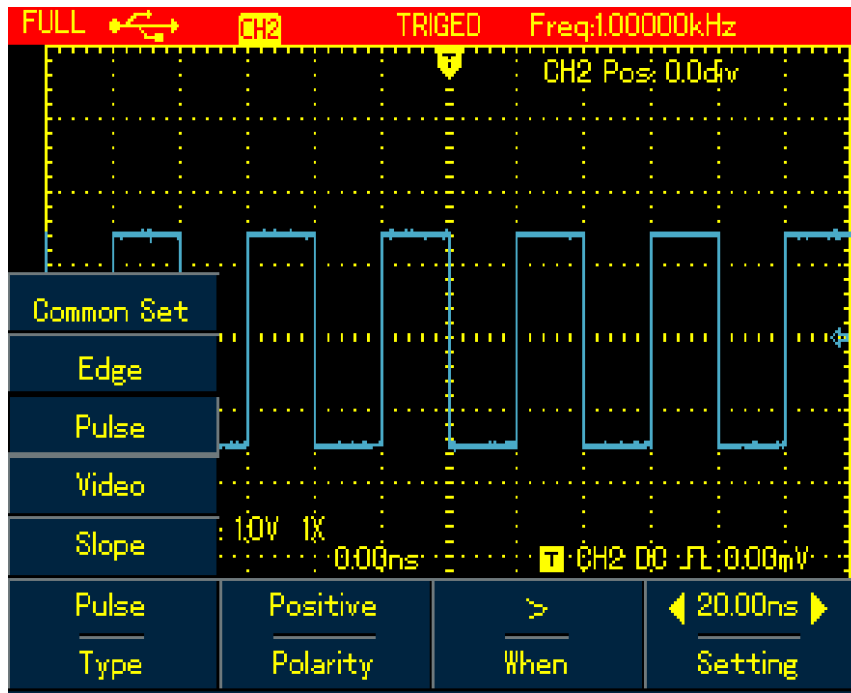 FULL CH2 TRIGED Freq:1.00000kHz
T
CH2 Pos: 0.0div
Common Set
Edge
Pulse
Video
Slope
: 1.0V 1X
0.00ns T CH2 DC 0.00mV
Pulse Positive > 20.00ns
Type Polarity When Setting